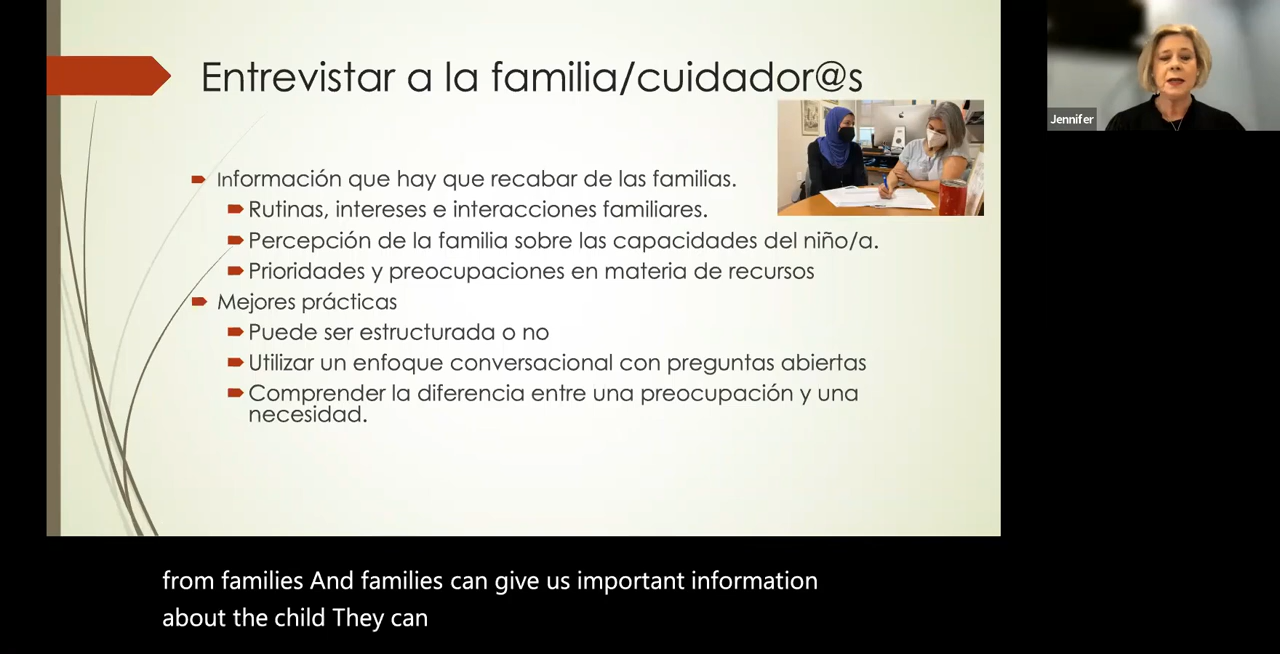 Entrevistar a la familia/cuidador@s
Información que hay que recabar de las familias.
Rutinas, intereses e interacciones familiares.
Percepción de la familia sobre las capacidades del niño/a.
Prioridades y preocupaciones en materia de recursos
Mejores prácticas
Puede ser estructurada o no
Utilizar un enfoque conversacional con preguntas abiertas
Comprender la diferencia entre una preocupación y una
necesidad.
Jennifer
from families And families can give us important information
about the child They can